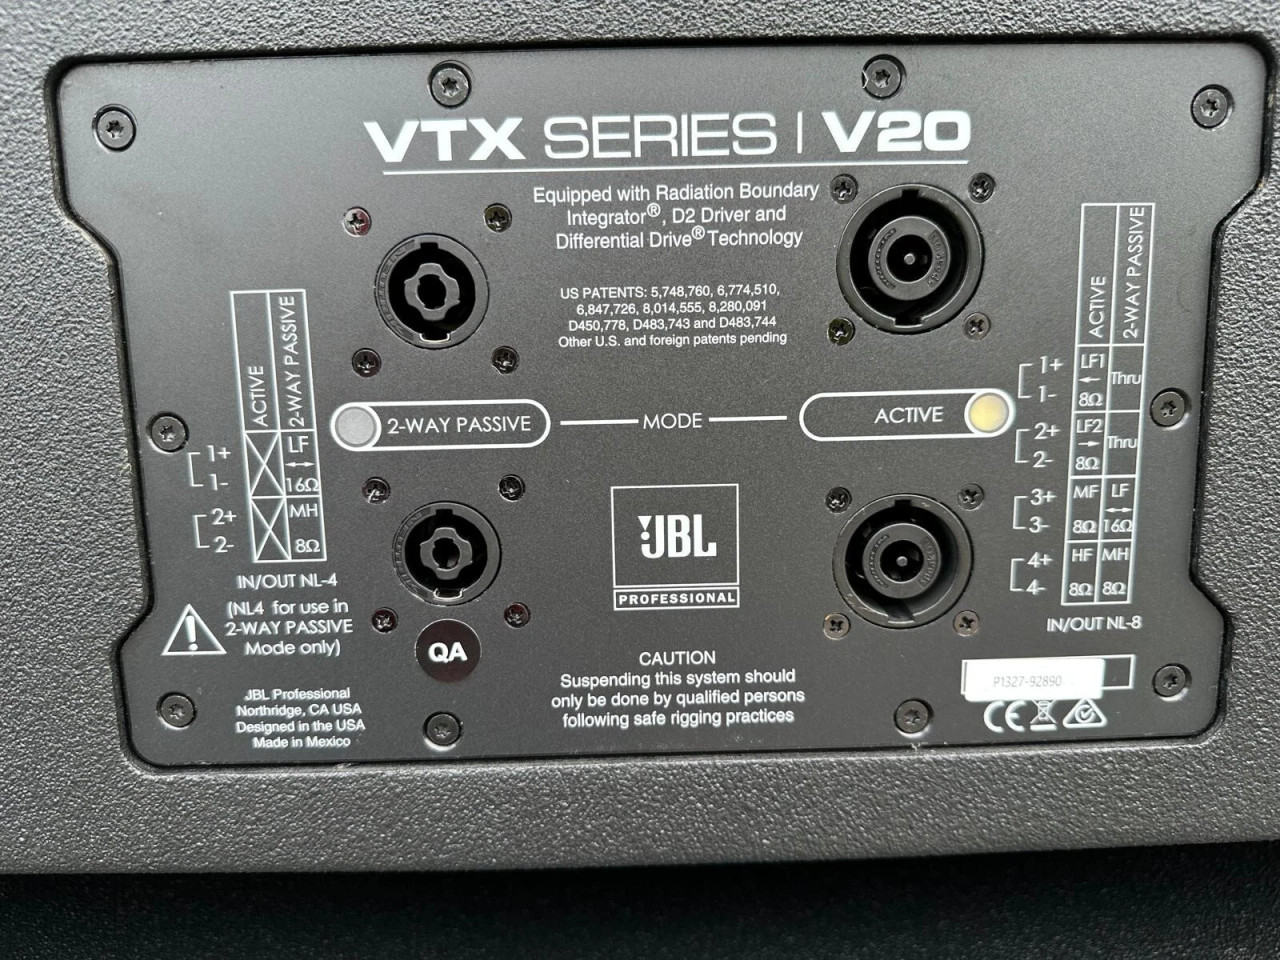 VTX SERIES | V20
Equipped with Radiation Boundary
Integrator®, D2 Driver and
Differential Drive® Technology
US PATENTS: 5,748,760, 6,774,510,
6,847,726, 8,014,555, 8,280,091
D450,778, D483,743 and D483,744
Other U.S. and foreign patents pending
2-WAY PASSIVE
MODE
ACTIVE
ACTIVE
2-WAY PASSIVE
1+
1-
LF
16Ω
2+
2-
MH
8Ω
IN/OUT NL-4
(NL4 for use in
2-WAY PASSIVE
Mode only)
JBL Professional
Northridge, CA USA
Designed in the USA
Made in Mexico
QA
JBL
PROFESSIONAL
CAUTION
Suspending this system should
only be done by qualified persons
following safe rigging practices
ACTIVE
2-WAY PASSIVE
1+
1-
LF1
8Ω
Thru
2+
2-
LF2
8Ω
Thru
3+
3-
MF
8Ω
LF
16Ω
4+
4-
HF
8Ω
MH
8Ω
IN/OUT NL-8
P1327-92890
CE